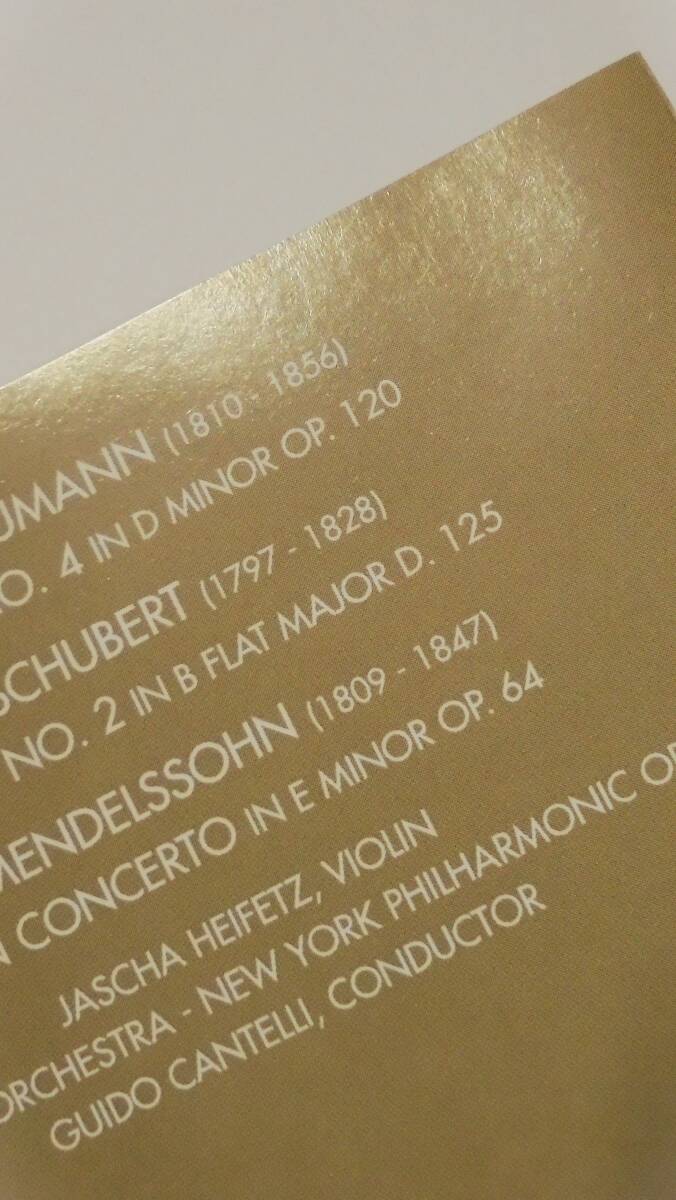 UMANN (1810 - 1856)
O. 4 IN D MINOR OP. 120
SCHUBERT (1797 - 1828)
NO. 2 IN B FLAT MAJOR D. 125
MENDELSSOHN (1809 - 1847)
N CONCERTO IN E MINOR OP. 64
JASCHA HEIFETZ, VIOLIN
ORCHESTRA - NEW YORK PHILHARMONIC OR
GUIDO CANTELLI, CONDUCTOR